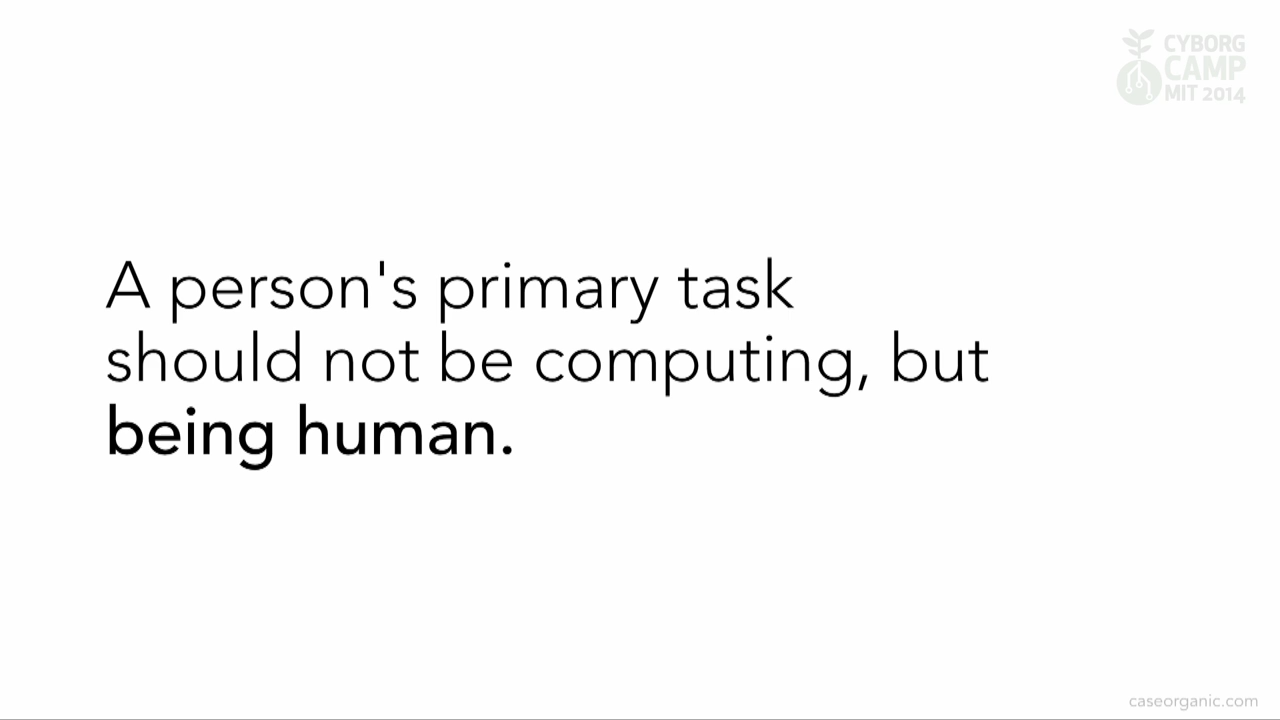 CYBORG
CAMP
MIT 2014
A person's primary task
should not be computing, but
being human.
caseorganic.com